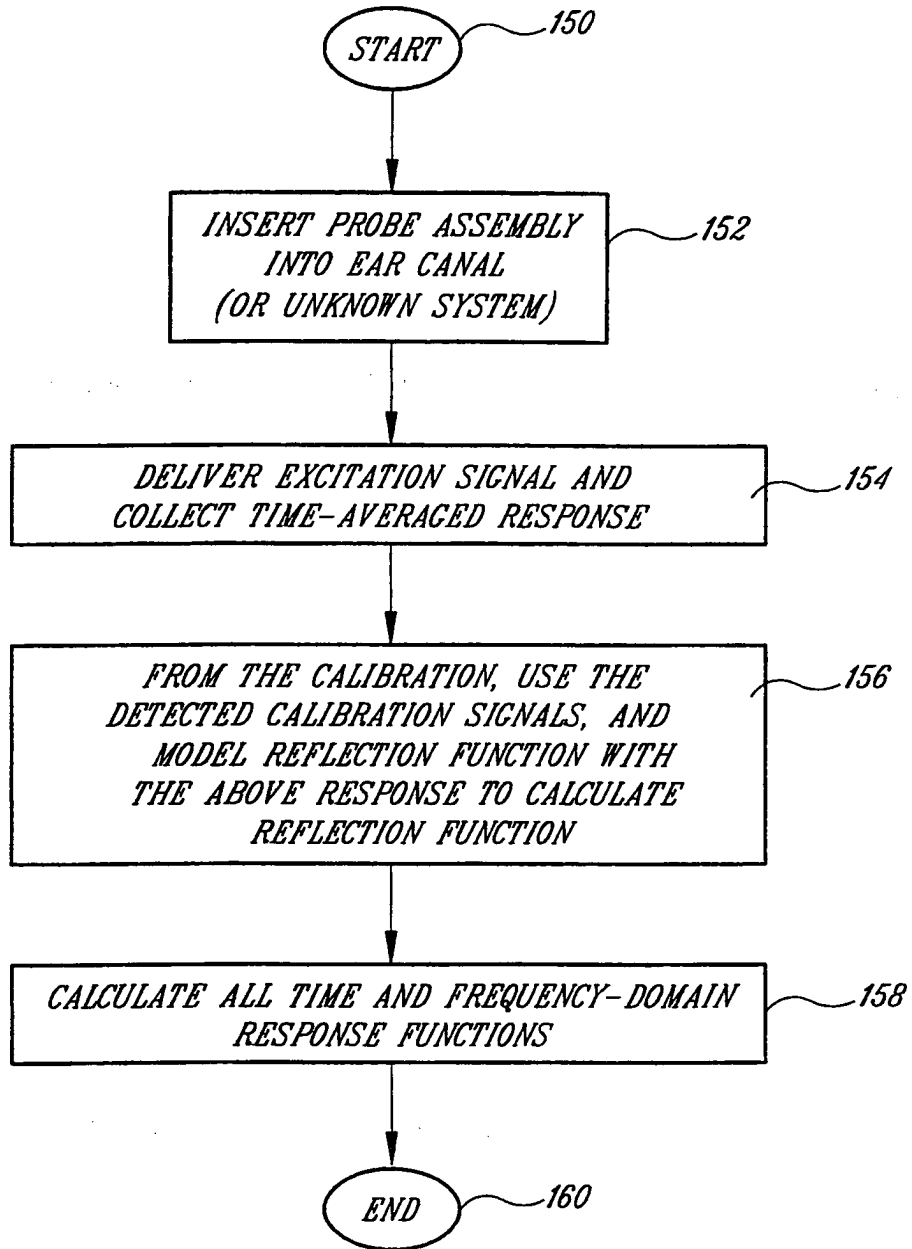 START
150
INSERT PROBE ASSEMBLY
INTO EAR CANAL
(OR UNKNOWN SYSTEM)
152
DELIVER EXCITATION SIGNAL AND
COLLECT TIME-AVERAGED RESPONSE
154
FROM THE CALIBRATION, USE THE
DETECTED CALIBRATION SIGNALS, AND
MODEL REFLECTION FUNCTION WITH
THE ABOVE RESPONSE TO CALCULATE
REFLECTION FUNCTION
156
CALCULATE ALL TIME AND FREQUENCY-DOMAIN
RESPONSE FUNCTIONS
158
END
160